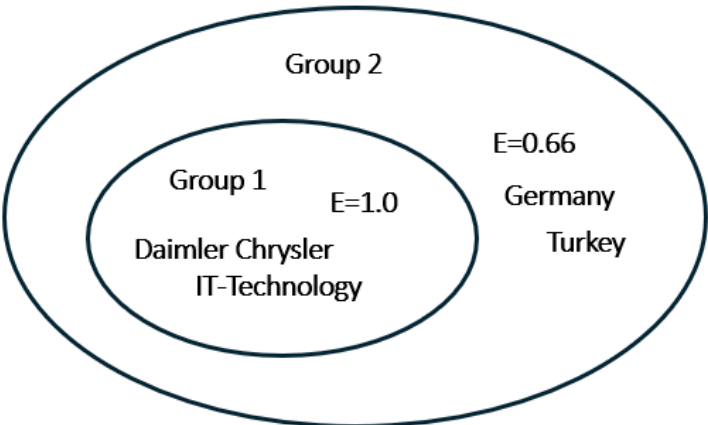 Group 2
E=0.66
Group 1
Germany
E=1.0
Turkey
Daimler Chrysler
IT-Technology